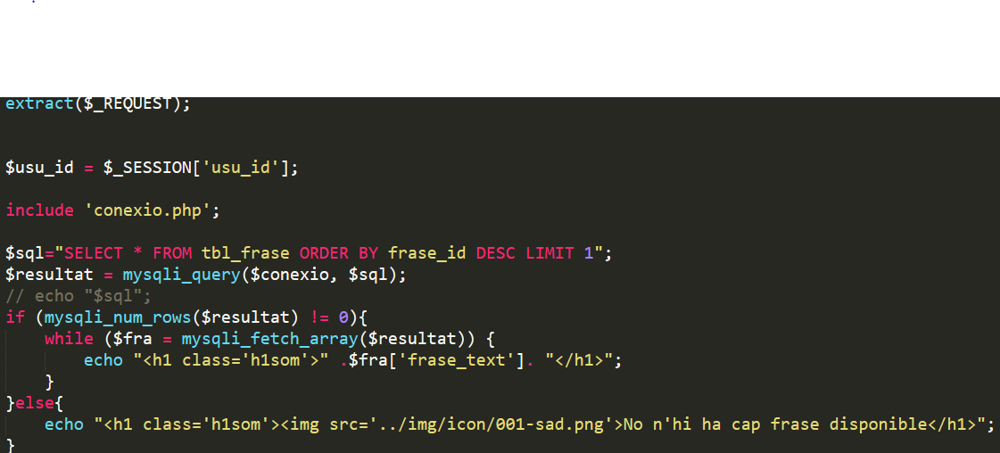 extract($_REQUEST);
$usu_id = $_SESSION['usu_id'];
include 'conexio.php';
$sql="SELECT * FROM tbl_frase ORDER BY frase_id DESC LIMIT 1";
$resultat = mysqli_query($conexio, $sql);
// echo "$sql";
if (mysqli_num_rows($resultat) != 0){
    while ($fra = mysqli_fetch_array($resultat)) {
        echo "<h1 class='h1som'>" .$fra['frase_text']. "</h1>";
    }
}else{
    echo "<h1 class='h1som'><img src='../img/icon/001-sad.png'>No n'hi ha cap frase disponible</h1>";
}